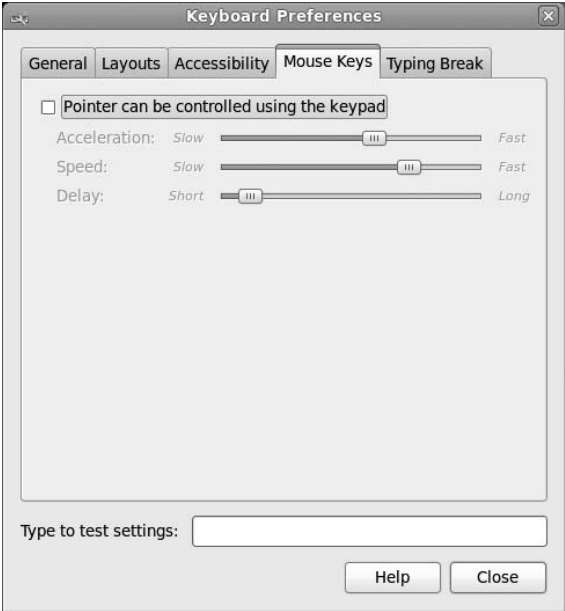 Keyboard Preferences
General Layouts Accessibility Mouse Keys Typing Break
Pointer can be controlled using the keypad
Acceleration: Slow Fast
Speed: Slow Fast
Delay: Short Long
Type to test settings:
Help Close